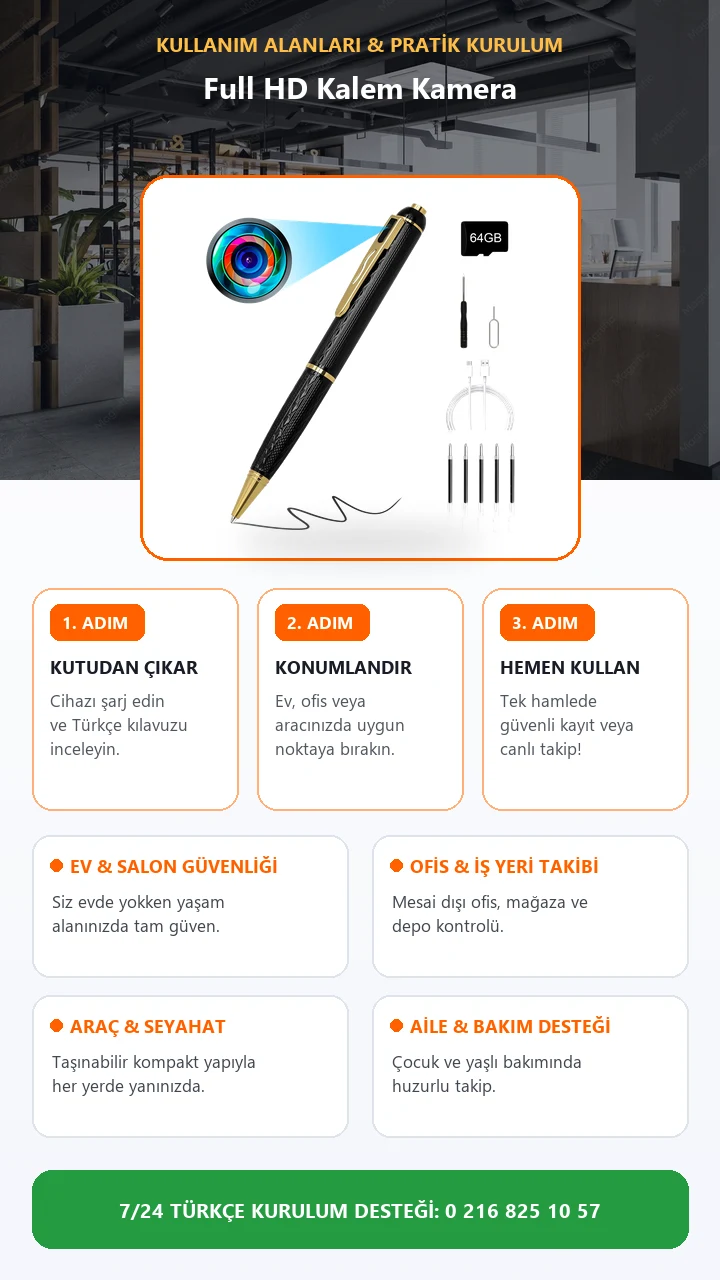 KULLANIM ALANLARI & PRATİK KURULUM
Full HD Kalem Kamera
64GB
1. ADIM
KUTUDAN ÇIKAR
Cihazı şarj edin
ve Türkçe kılavuzu
inceleyin.
2. ADIM
KONUMLANDIR
Ev, ofis veya
aracınızda uygun
noktaya bırakın.
3. ADIM
HEMEN KULLAN
Tek hamlede
güvenli kayıt veya
canlı takip!
EV & SALON GÜVENLİĞİ
Siz evde yokken yaşam
alanınızda tam güven.
OFİS & İŞ YERİ TAKİBİ
Mesai dışı ofis, mağaza ve
depo kontrolü.
ARAÇ & SEYAHAT
Taşınabilir kompakt yapıyla
her yerde yanınızda.
AİLE & BAKIM DESTEĞİ
Çocuk ve yaşlı bakımında
huzurlu takip.
7/24 TÜRKÇE KURULUM DESTEĞİ: 0 216 825 10 57